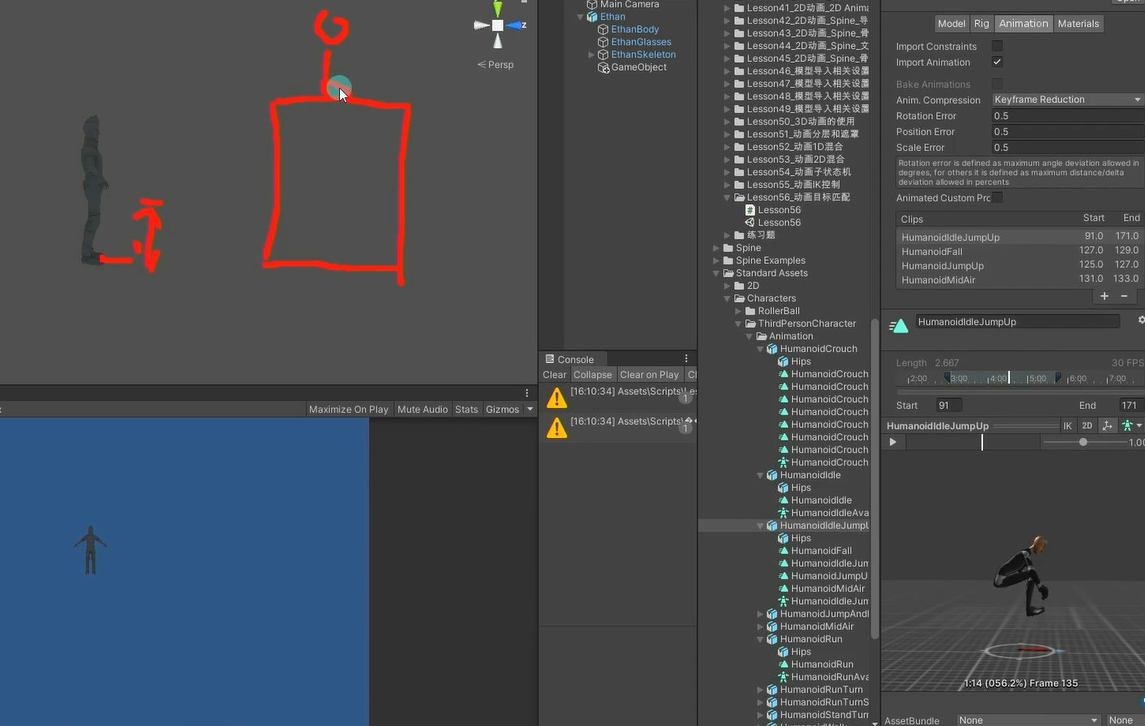 z
Persp
Maximize On Play Mute Audio Stats Gizmos
Main Camera
Ethan
EthanBody
EthanGlasses
EthanSkeleton
GameObject
Console
Clear Collapse Clear on Play
[16:10:34] Assets\Scripts\Les
1
[16:10:34] Assets\Scripts\
1
Lesson41_2D动画_2D Anima
Lesson42_2D动画_Spine_导
Lesson43_2D动画_Spine_骨
Lesson44_2D动画_Spine_文
Lesson45_2D动画_Spine_骨
Lesson46_模型导入相关设置
Lesson47_模型导入相关设置
Lesson48_模型导入相关设置
Lesson49_模型导入相关设置
Lesson50_3D动画的使用
Lesson51_动画分层和遮罩
Lesson52_动画1D混合
Lesson53_动画2D混合
Lesson54_动画子状态机
Lesson55_动画IK控制
Lesson56_动画目标匹配
Lesson56
Lesson56
练习题
Spine
Spine Examples
Standard Assets
2D
Characters
RollerBall
ThirdPersonCharacter
Animation
HumanoidCrouch
Hips
HumanoidCrouch
HumanoidCrouch
HumanoidCrouch
HumanoidCrouch
HumanoidCrouch
HumanoidCrouch
HumanoidCrouch
HumanoidCrouch
HumanoidIdle
Hips
HumanoidIdle
HumanoidIdleAva
HumanoidIdleJumpU
Hips
HumanoidFall
HumanoidIdleJum
HumanoidJumpU
HumanoidMidAir
HumanoidIdleJum
HumanoidJumpAndI
HumanoidMidAir
HumanoidRun
Hips
HumanoidRun
HumanoidRunAva
HumanoidRunTurn
HumanoidRunTurnS
HumanoidStandTurn
Model Rig Animation Materials
Import Constraints
Import Animation
Bake Animations
Anim. Compression Keyframe Reduction
Rotation Error 0.5
Position Error 0.5
Scale Error 0.5
Rotation error is defined as maximum angle deviation allowed in
degrees, for others it is defined as maximum distance/delta
deviation allowed in percents
Animated Custom Prc
Clips Start End
HumanoidIdleJumpUp 91.0 171.0
HumanoidFall 127.0 129.0
HumanoidJumpUp 125.0 127.0
HumanoidMidAir 131.0 133.0
HumanoidIdleJumpUp
Length 2.667 30 FPS
2:00 3:00 4:00 5:00 6:00 7:00
Start 91 End 171
HumanoidIdleJumpUp IK 2D
1.00
1:14 (056.2%) Frame 135
AssetBundle None None